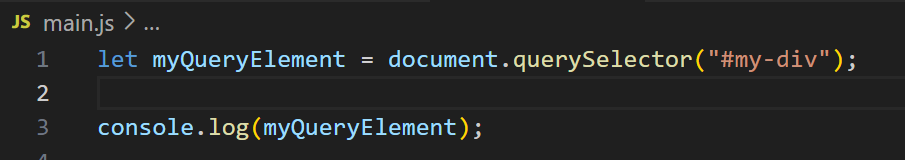 JS main.js > ...
1 let myQueryElement = document.querySelector("#my-div");
2
3 console.log(myQueryElement);
4